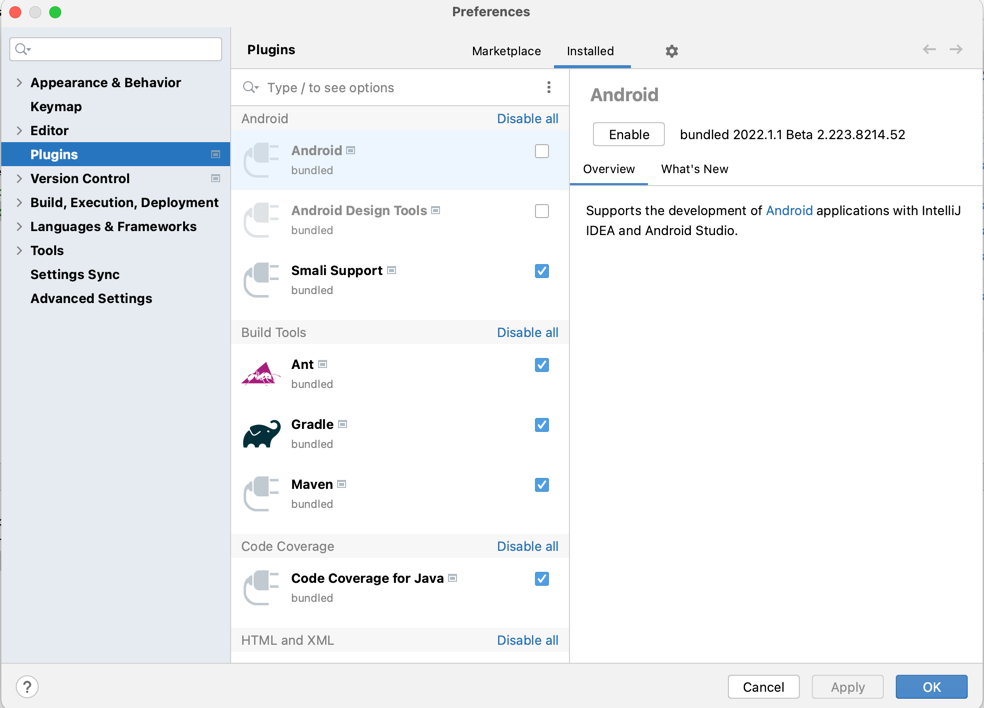 Preferences
Appearance & Behavior
Keymap
Editor
Plugins
Version Control
Build, Execution, Deployment
Languages & Frameworks
Tools
Settings Sync
Advanced Settings
Plugins
Marketplace
Installed
Type / to see options
Android
Disable all
Android
bundled
Android Design Tools
bundled
Smali Support
bundled
Build Tools
Disable all
Ant
bundled
Gradle
bundled
Maven
bundled
Code Coverage
Disable all
Code Coverage for Java
bundled
HTML and XML
Disable all
Android
Enable
bundled 2022.1.1 Beta 2.223.8214.52
Overview
What's New
Supports the development of Android applications with IntelliJ
IDEA and Android Studio.
?
Cancel
Apply
OK